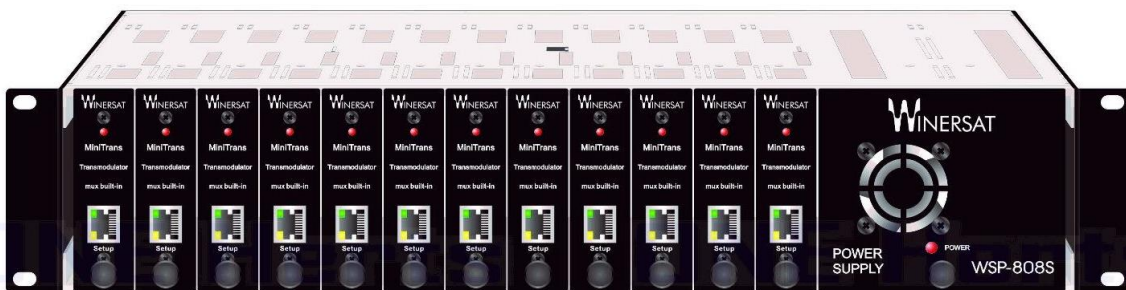 WINERSAT
MiniTrans
Transmodulator
mux built-in
Setup
WINERSAT
MiniTrans
Transmodulator
mux built-in
Setup
WINERSAT
MiniTrans
Transmodulator
mux built-in
Setup
WINERSAT
MiniTrans
Transmodulator
mux built-in
Setup
WINERSAT
MiniTrans
Transmodulator
mux built-in
Setup
WINERSAT
MiniTrans
Transmodulator
mux built-in
Setup
WINERSAT
MiniTrans
Transmodulator
mux built-in
Setup
WINERSAT
MiniTrans
Transmodulator
mux built-in
Setup
WINERSAT
MiniTrans
Transmodulator
mux built-in
Setup
WINERSAT
MiniTrans
Transmodulator
mux built-in
Setup
WINERSAT
MiniTrans
Transmodulator
mux built-in
Setup
WINERSAT
MiniTrans
Transmodulator
mux built-in
Setup
WINERSAT
POWER
POWER
SUPPLY
WSP-808S